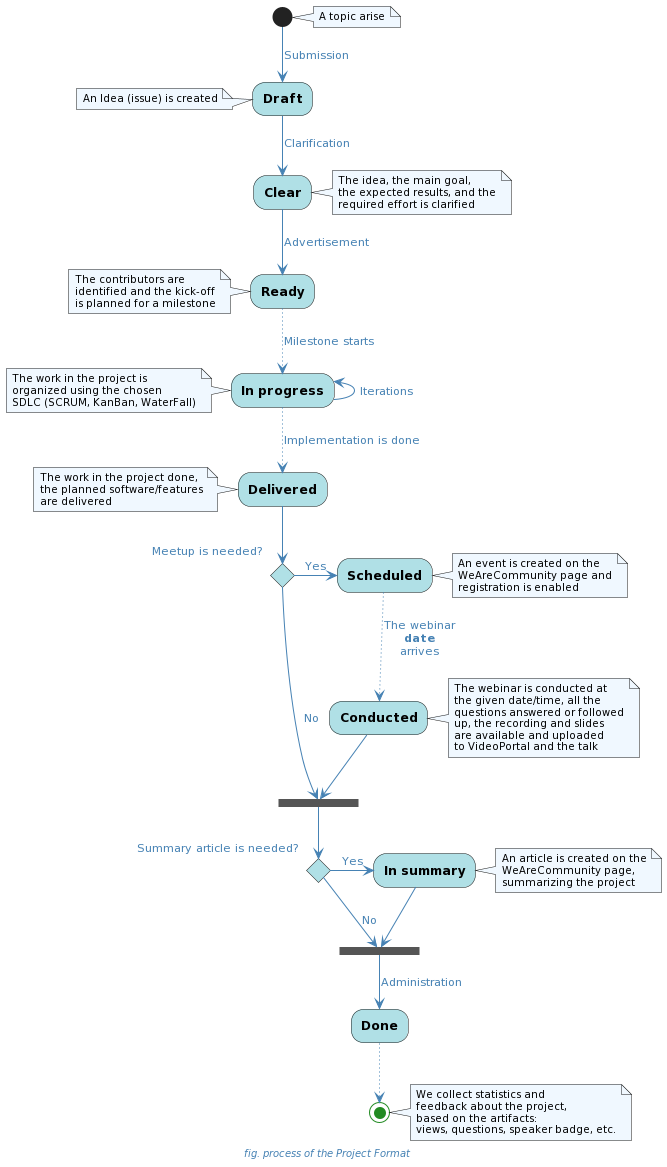 A topic arise
Submission
An Idea (issue) is created
Draft
Clarification
Clear
The idea, the main goal,
the expected results, and the
required effort is clarified
Advertisement
The contributors are
identified and the kick-off
is planned for a milestone
Ready
Milestone starts
The work in the project is
organized using the chosen
SDLC (SCRUM, KanBan, WaterFall)
In progress
Iterations
Implementation is done
The work in the project done,
the planned software/features
are delivered
Delivered
Meetup is needed?
Yes
Scheduled
An event is created on the
WeAreCommunity page and
registration is enabled
The webinar
date
arrives
No
Conducted
The webinar is conducted at
the given date/time, all the
questions answered or followed
up, the recording and slides
are available and uploaded
to VideoPortal and the talk
Summary article is needed?
Yes
In summary
An article is created on the
WeAreCommunity page,
summarizing the project
No
Administration
Done
We collect statistics and
feedback about the project,
based on the artifacts:
views, questions, speaker badge, etc.
fig. process of the Project Format